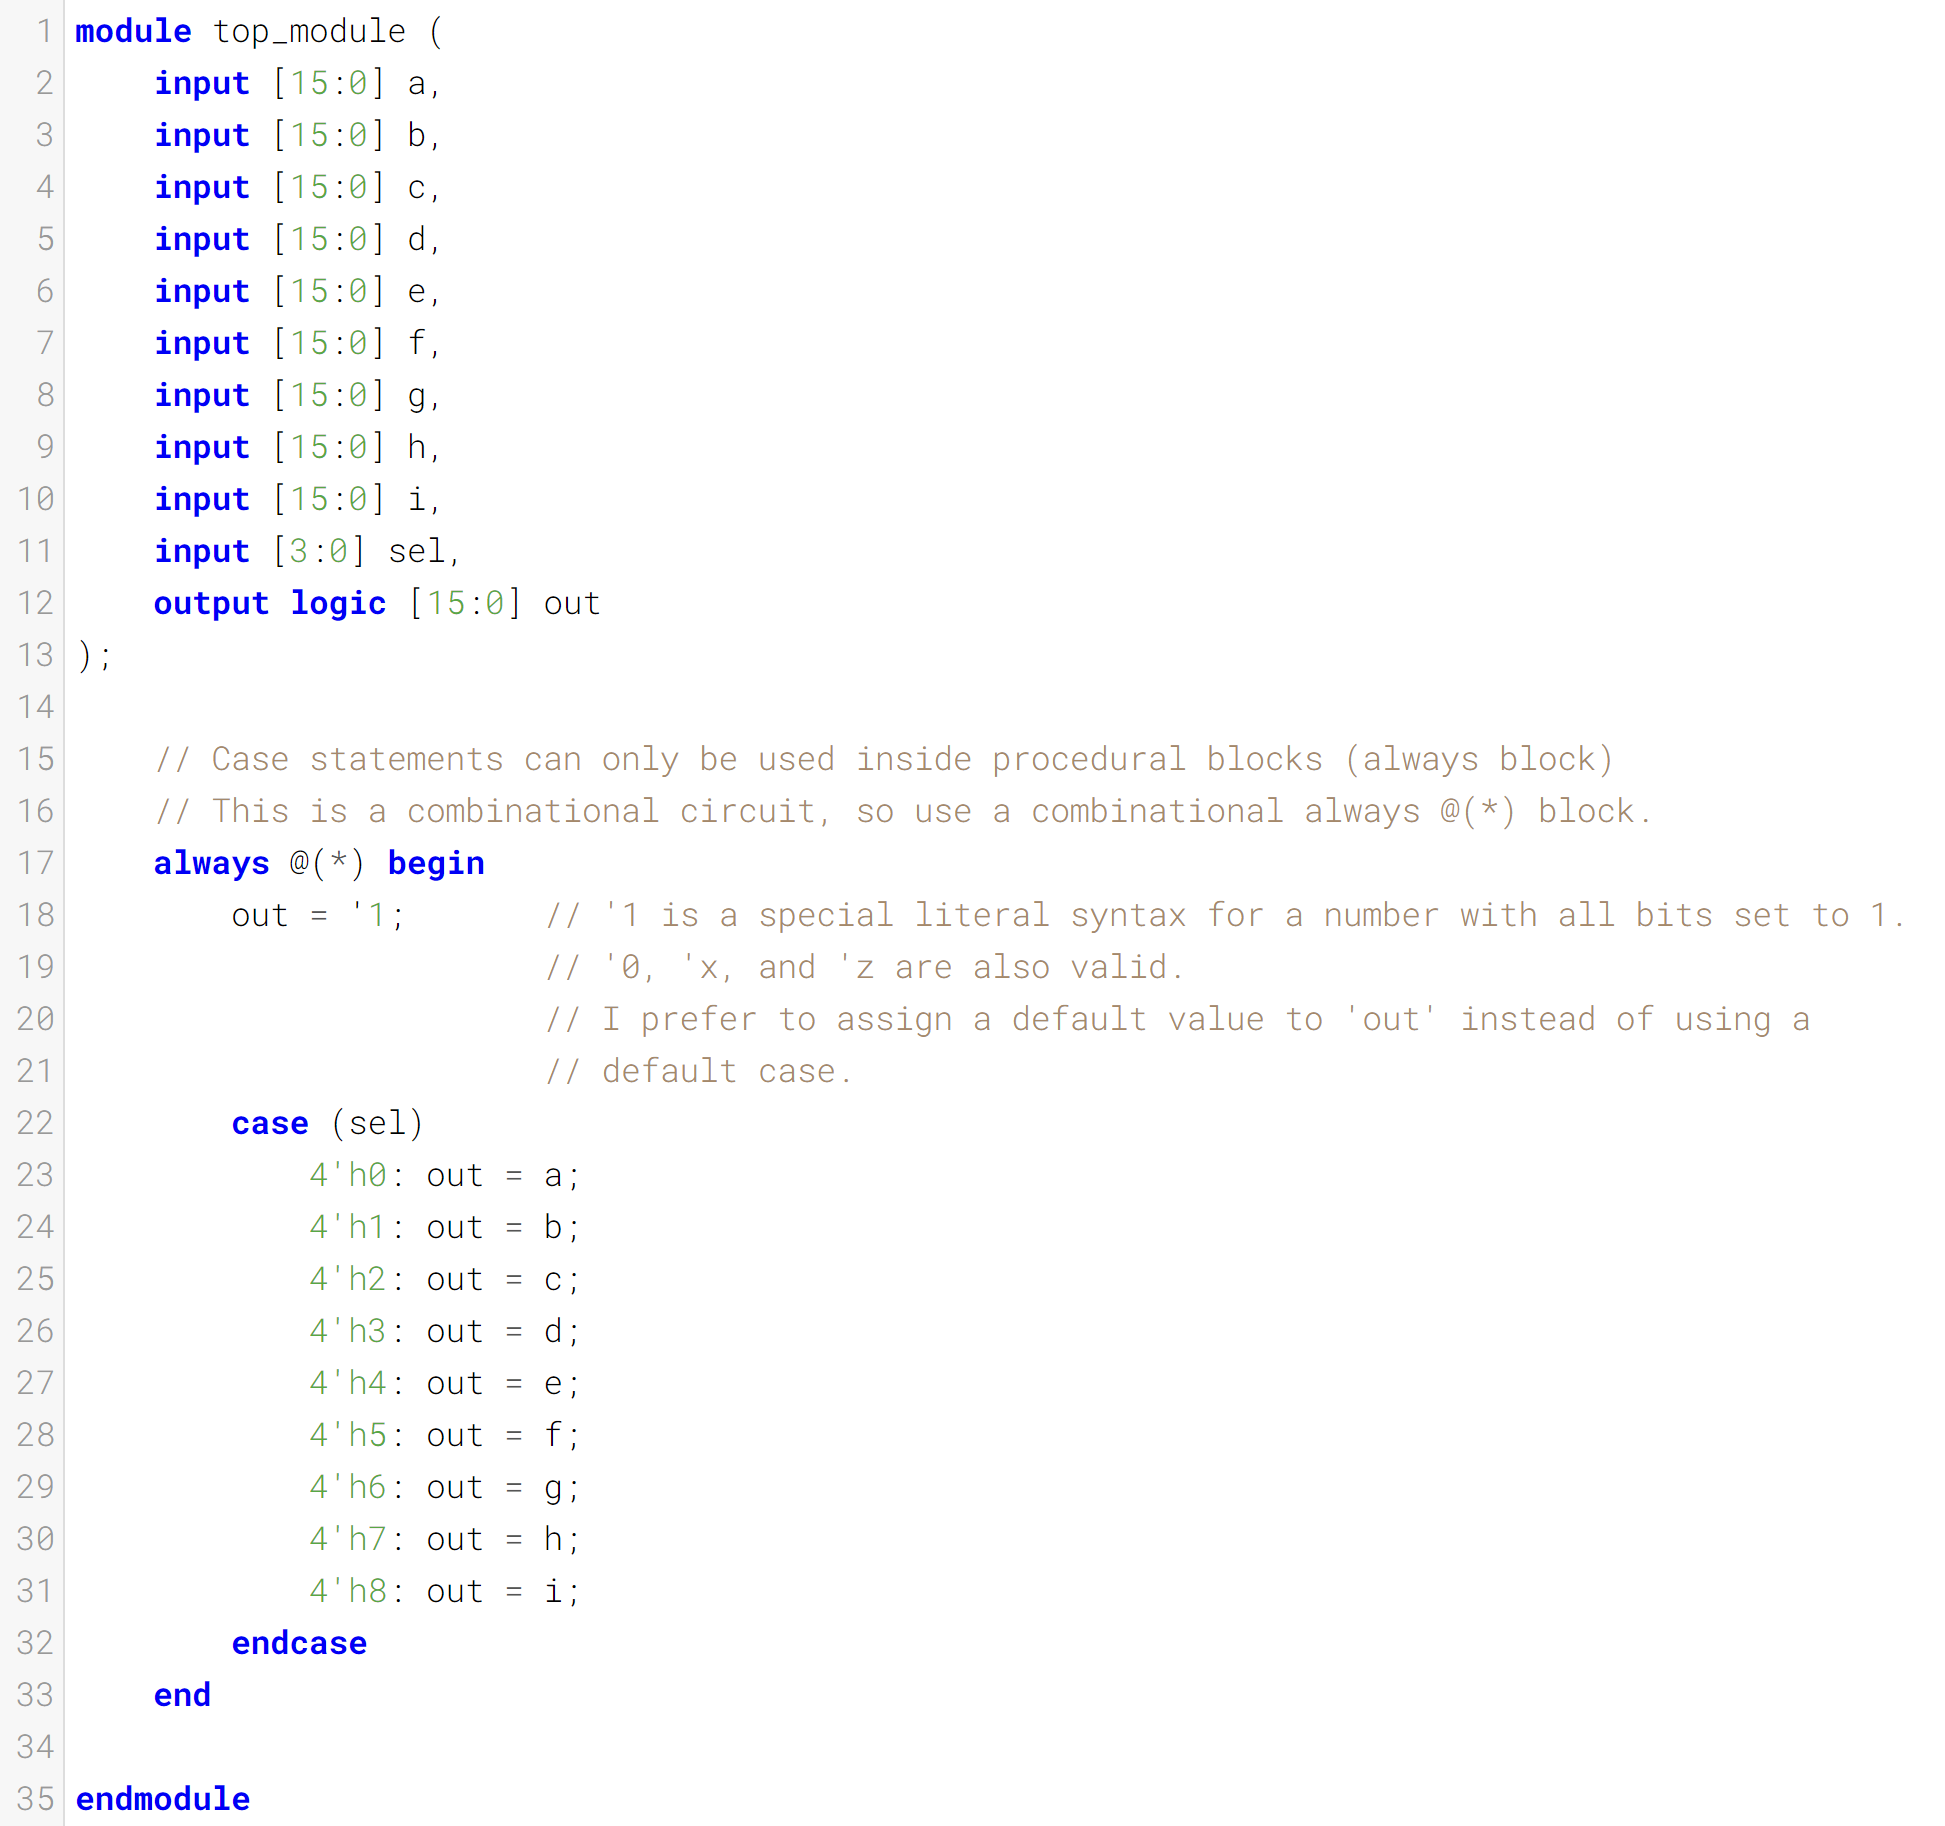 1 module top_module (
2     input [15:0] a,
3     input [15:0] b,
4     input [15:0] c,
5     input [15:0] d,
6     input [15:0] e,
7     input [15:0] f,
8     input [15:0] g,
9     input [15:0] h,
10     input [15:0] i,
11     input [3:0] sel,
12     output logic [15:0] out
13 );
14
15     // Case statements can only be used inside procedural blocks (always block)
16     // This is a combinational circuit, so use a combinational always @(*) block.
17     always @(*) begin
18         out = '1;       // '1 is a special literal syntax for a number with all bits set to 1.
19                         // '0, 'x, and 'z are also valid.
20                         // I prefer to assign a default value to 'out' instead of using a
21                         // default case.
22         case (sel)
23             4'h0: out = a;
24             4'h1: out = b;
25             4'h2: out = c;
26             4'h3: out = d;
27             4'h4: out = e;
28             4'h5: out = f;
29             4'h6: out = g;
30             4'h7: out = h;
31             4'h8: out = i;
32         endcase
33     end
34
35 endmodule